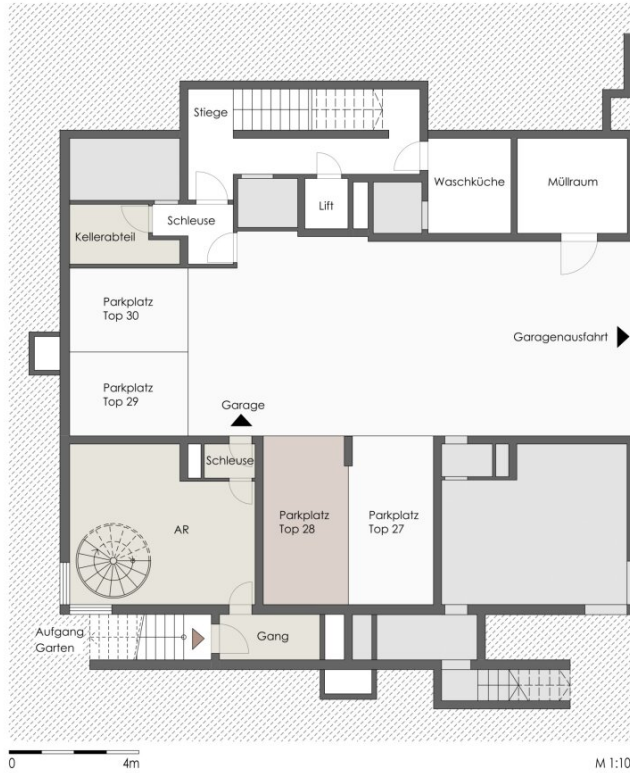 Stiege
Waschküche
Müllraum
Lift
Schleuse
Kellerabteil
Parkplatz
Top 30
Garagenausfahrt
Parkplatz
Top 29
Garage
Schleuse
Parkplatz
Top 28
Parkplatz
Top 27
AR
Aufgang
Garten
Gang
0
4m
M 1:10